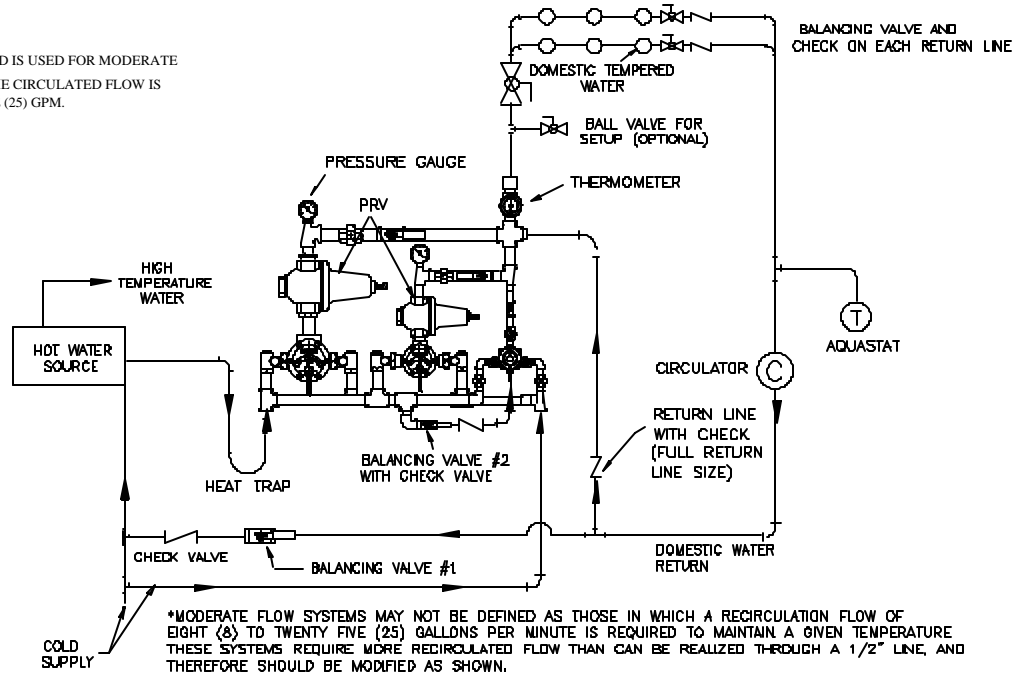 D IS USED FOR MODERATE
E CIRCULATED FLOW IS
(25) GPM.
BALANCING VALVE AND
CHECK ON EACH RETURN LINE
DOMESTIC TEMPERED
WATER
BALL VALVE FOR
SETUP (OPTIONAL)
PRESSURE GAUGE
THERMOMETER
PRV
HIGH
TEMPERATURE
WATER
T
AQUASTAT
HOT WATER
SOURCE
CIRCULATOR
C
RETURN LINE
WITH CHECK
(FULL RETURN
LINE SIZE)
BALANCING VALVE #2
WITH CHECK VALVE
HEAT TRAP
CHECK VALVE
DOMESTIC WATER
RETURN
BALANCING VALVE #1
COLD
SUPPLY
*MODERATE FLOW SYSTEMS MAY NOT BE DEFINED AS THOSE IN WHICH A RECIRCULATION FLOW OF
EIGHT (8) TO TWENTY FIVE (25) GALLONS PER MINUTE IS REQUIRED TO MAINTAIN A GIVEN TEMPERATURE
THESE SYSTEMS REQUIRE MORE RECIRCULATED FLOW THAN CAN BE REALIZED THROUGH A 1/2" LINE, AND
THEREFORE SHOULD BE MODIFIED AS SHOWN.